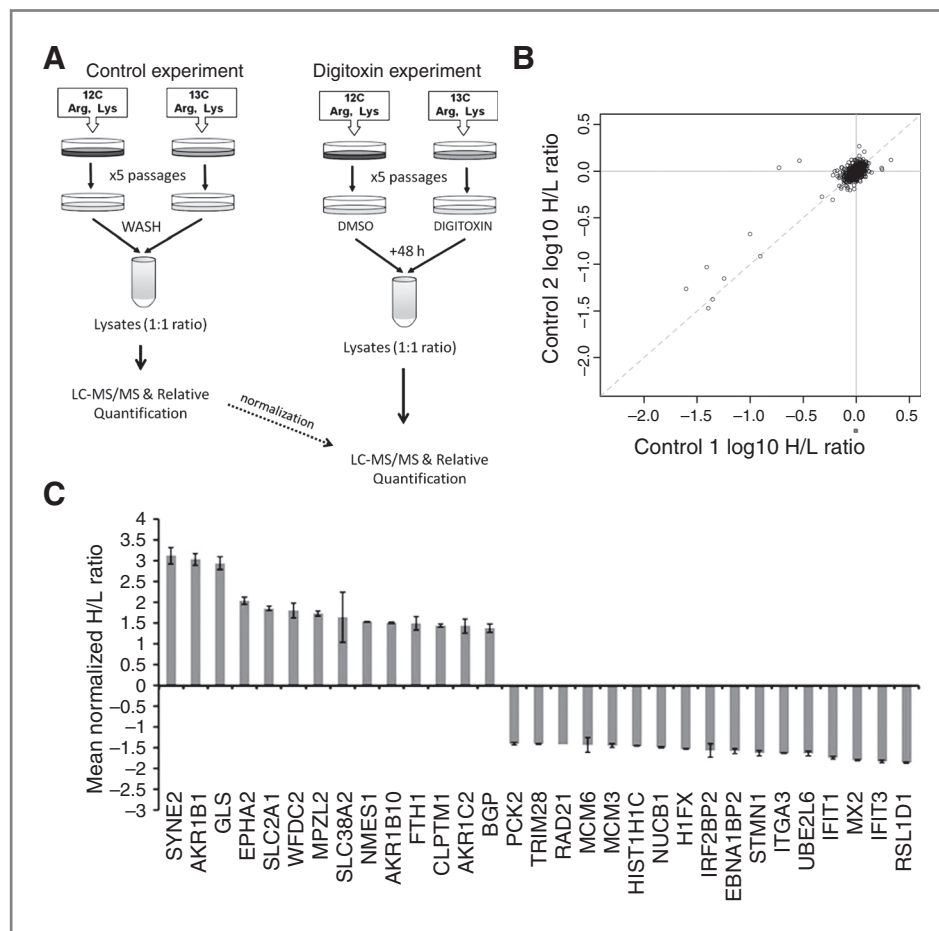 A
Control experiment
12C
Arg, Lys
13C
Arg, Lys
x5 passages
WASH
Lysates (1:1 ratio)
LC-MS/MS & Relative
Quantification
normalization
Digitoxin experiment
12C
Arg, Lys
13C
Arg, Lys
x5 passages
DMSO
DIGITOXIN
+48 h
Lysates (1:1 ratio)
LC-MS/MS & Relative
Quantification
B
Control 2 log10 H/L ratio
0.5
0.0
−0.5
−1.0
−1.5
−2.0
−2.0 −1.5 −1.0 −0.5 0.0 0.5
Control 1 log10 H/L ratio
C
Mean normalized H/L ratio
4
3.5
3
2.5
2
1.5
1
0.5
0
−0.5
−1
−1.5
−2
−2.5
−3
SYNE2
AKR1B1
GLS
EPHA2
SLC2A1
WFDC2
MPZL2
SLC38A2
NMES1
AKR1B10
FTH1
CLPTM1
AKR1C2
BGP
PCK2
TRIM28
RAD21
MCM6
MCM3
HIST1H1C
NUCB1
H1FX
IRF2BP2
EBNA1BP2
STMN1
ITGA3
UBE2L6
IFIT1
MX2
IFIT3
RSL1D1